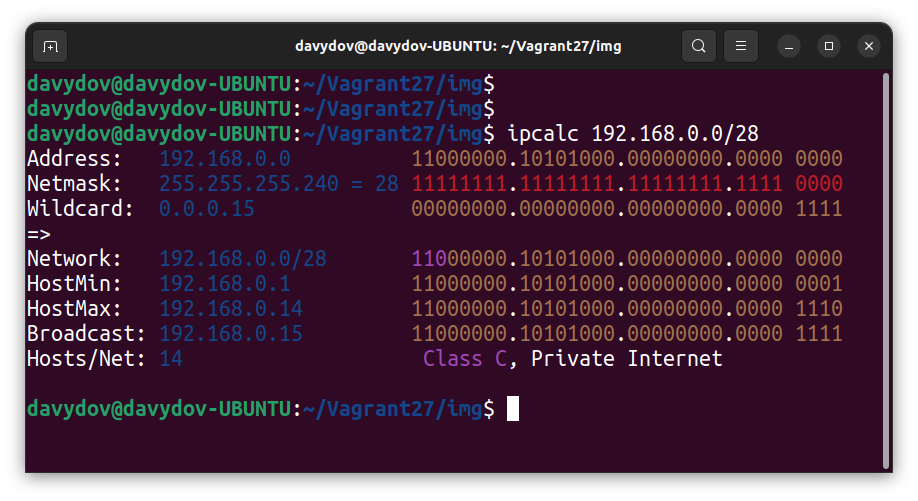 davydov@davydov-UBUNTU: ~/Vagrant27/img
davydov@davydov-UBUNTU:~/Vagrant27/img$
davydov@davydov-UBUNTU:~/Vagrant27/img$
davydov@davydov-UBUNTU:~/Vagrant27/img$ ipcalc 192.168.0.0/28
Address:   192.168.0.0          11000000.10101000.00000000.0000 0000
Netmask:   255.255.255.240 = 28 11111111.11111111.11111111.1111 0000
Wildcard:  0.0.0.15             00000000.00000000.00000000.0000 1111
=>
Network:   192.168.0.0/28       11000000.10101000.00000000.0000 0000
HostMin:   192.168.0.1          11000000.10101000.00000000.0000 0001
HostMax:   192.168.0.14         11000000.10101000.00000000.0000 1110
Broadcast: 192.168.0.15         11000000.10101000.00000000.0000 1111
Hosts/Net: 14                    Class C, Private Internet
davydov@davydov-UBUNTU:~/Vagrant27/img$